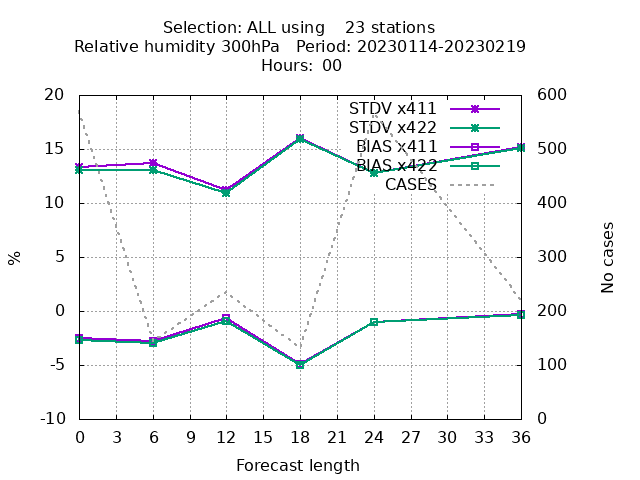 Selection: ALL using    23 stations
Relative humidity 300hPa   Period: 20230114-20230219
Hours: 00
20
15
10
5
0
-5
-10
%
600
500
400
300
200
100
0
No cases
STDV x411
STDV x422
BIAS x411
BIAS x422
CASES
0 3 6 9 12 15 18 21 24 27 30 33 36
Forecast length